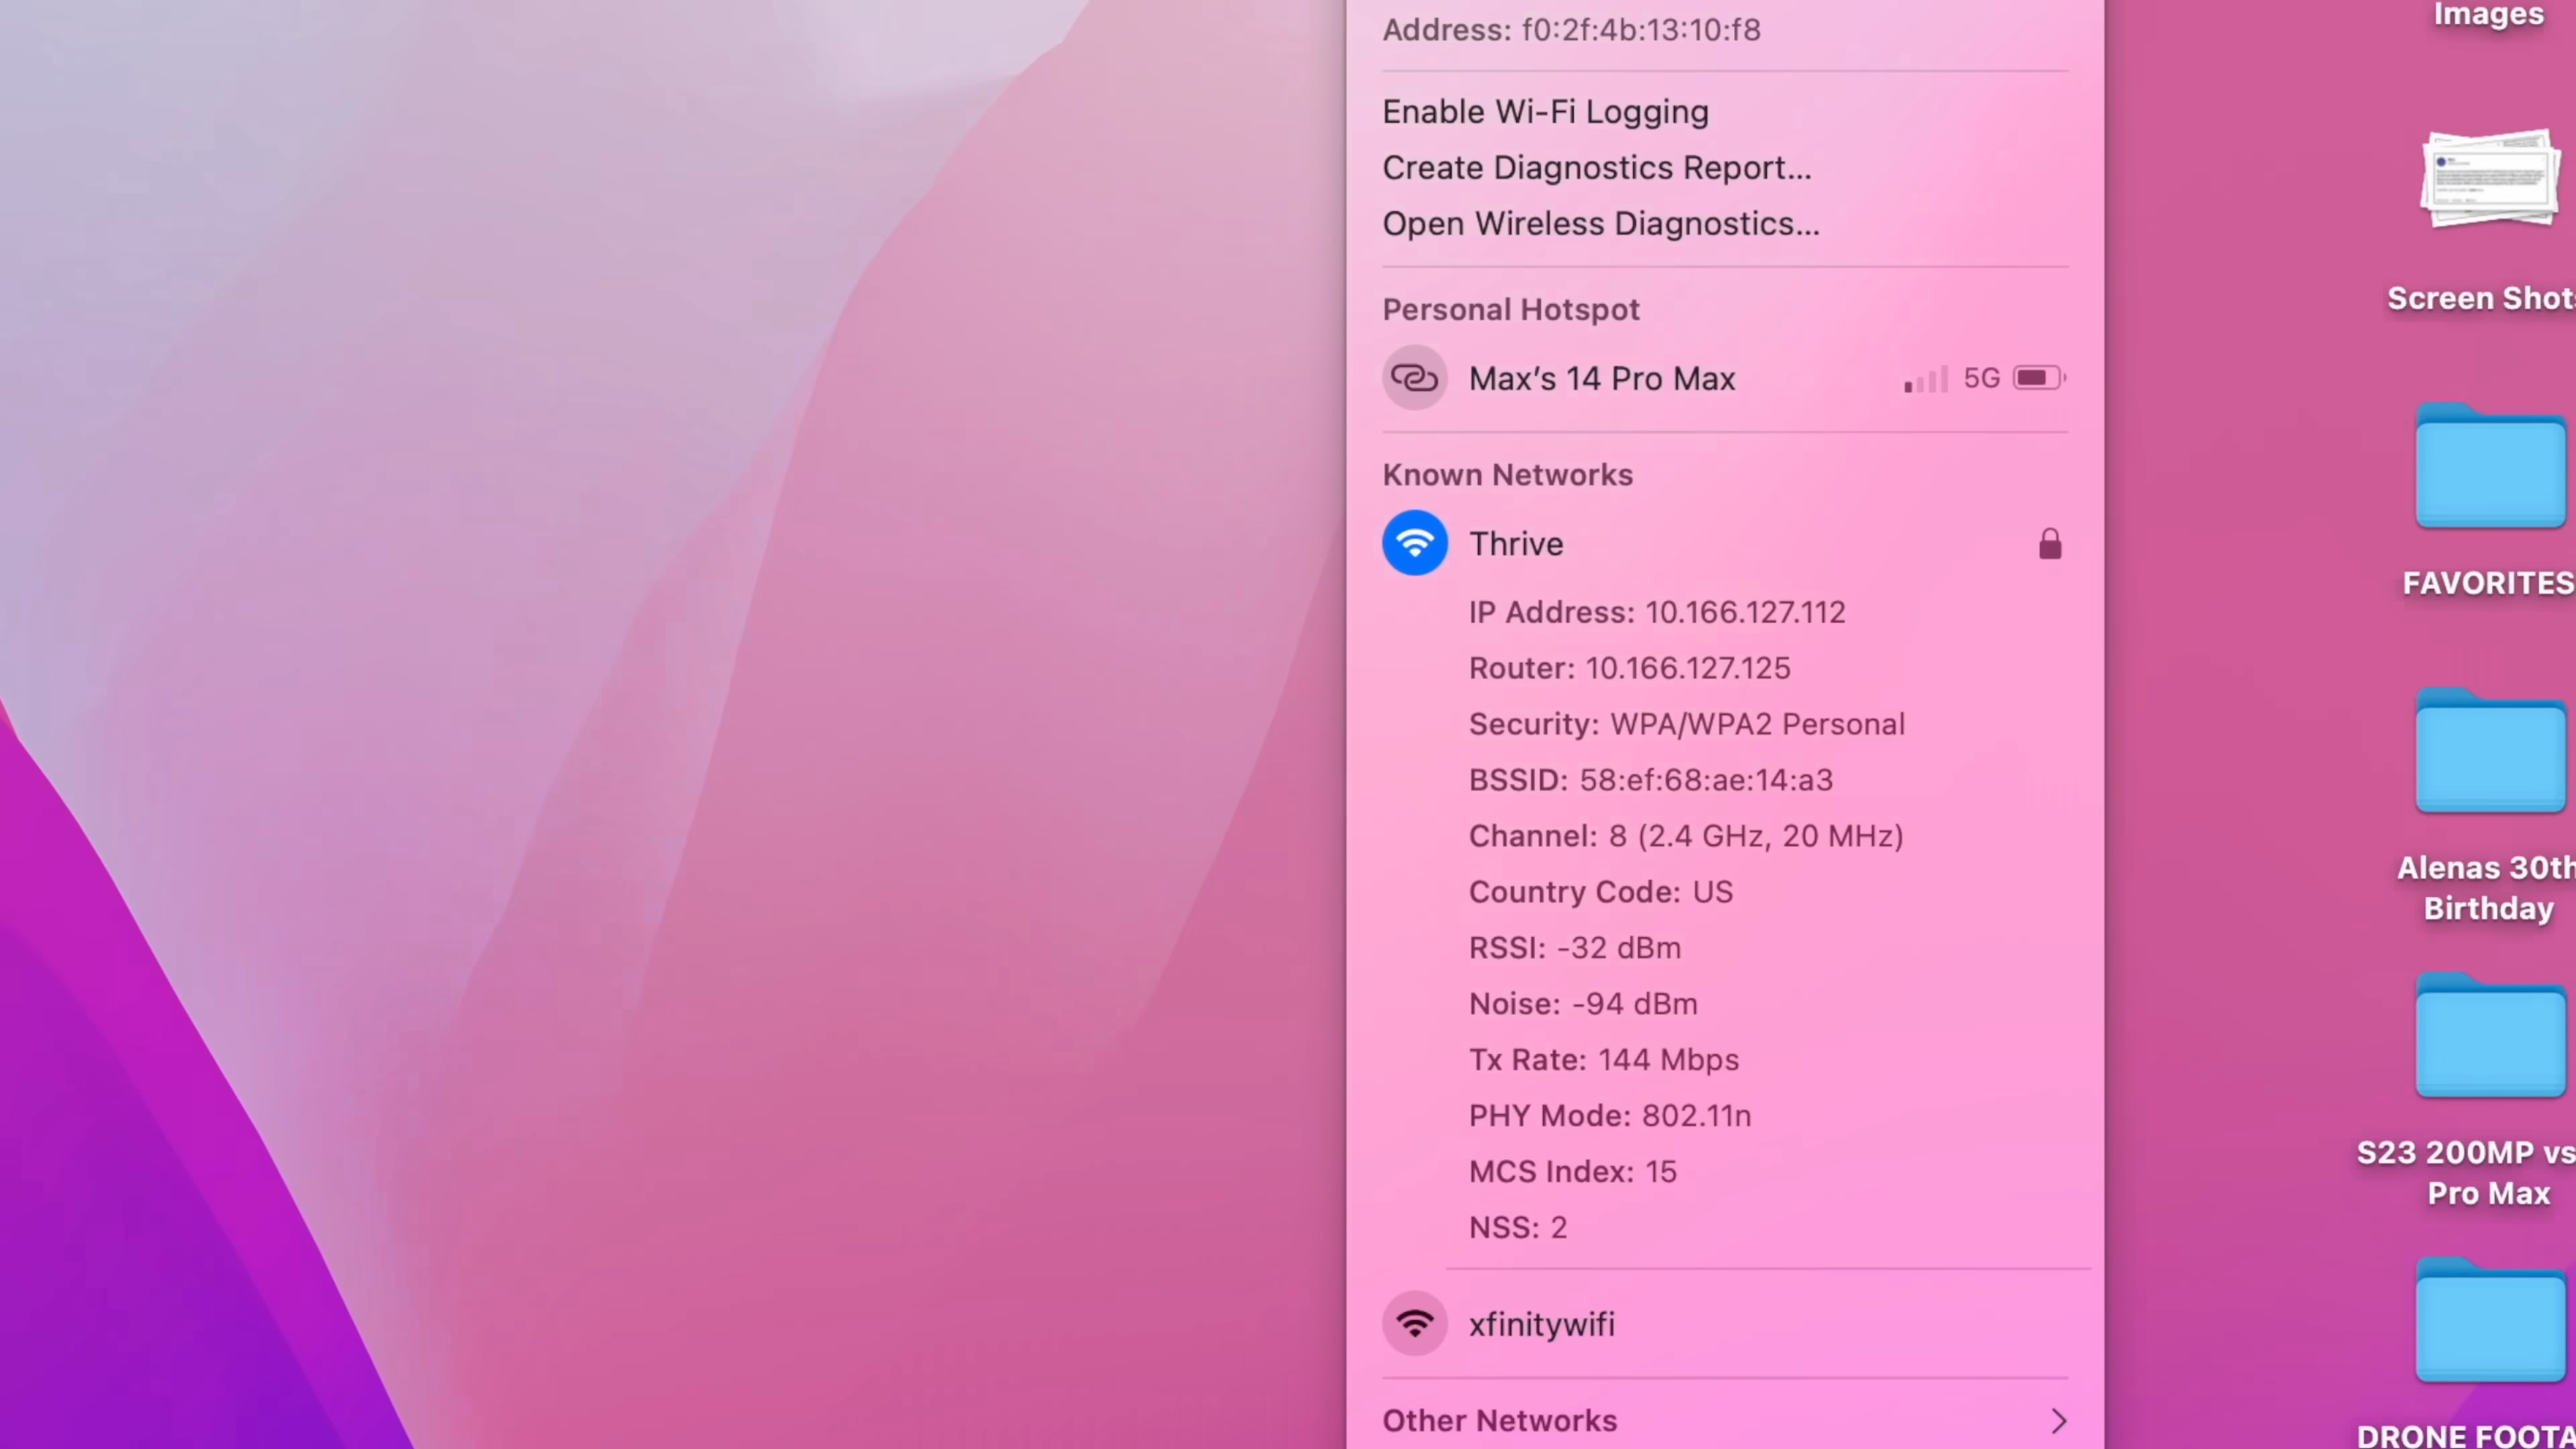 Address: f0:2f:4b:13:10:f8
Enable Wi-Fi Logging
Create Diagnostics Report...
Open Wireless Diagnostics...
Personal Hotspot
Max's 14 Pro Max 5G
Known Networks
Thrive
IP Address: 10.166.127.112
Router: 10.166.127.125
Security: WPA/WPA2 Personal
BSSID: 58:ef:68:ae:14:a3
Channel: 8 (2.4 GHz, 20 MHz)
Country Code: US
RSSI: -32 dBm
Noise: -94 dBm
Tx Rate: 144 Mbps
PHY Mode: 802.11n
MCS Index: 15
NSS: 2
xfinitywifi
Other Networks
Images
Screen Shots
FAVORITES
Alenas 30th
Birthday
S23 200MP vs
Pro Max
DRONE FOOTA